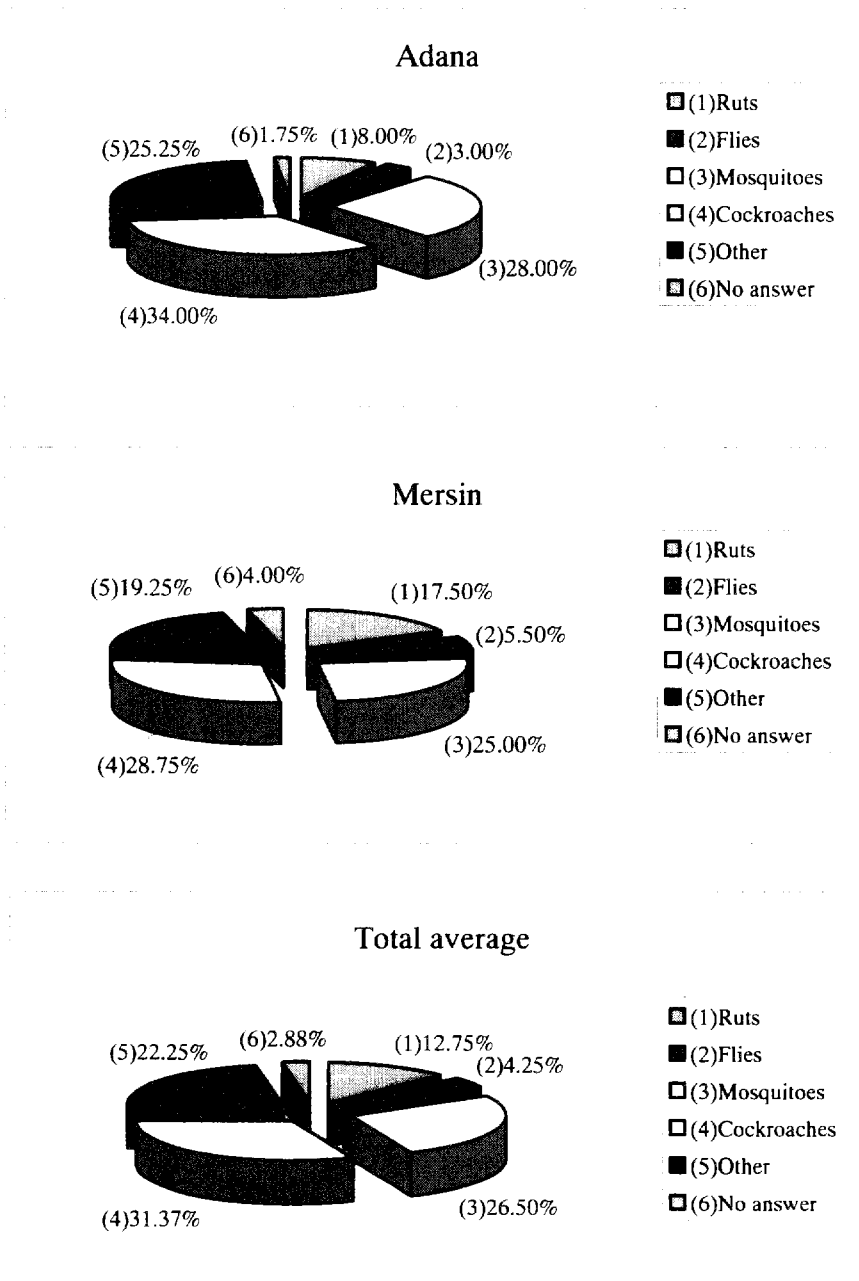 Adana
(5)25.25%
(6)1.75%
(1)8.00%
(2)3.00%
(3)28.00%
(4)34.00%
(1)Ruts
(2)Flies
(3)Mosquitoes
(4)Cockroaches
(5)Other
(6)No answer
Mersin
(5)19.25%
(6)4.00%
(1)17.50%
(2)5.50%
(3)25.00%
(4)28.75%
(1)Ruts
(2)Flies
(3)Mosquitoes
(4)Cockroaches
(5)Other
(6)No answer
Total average
(5)22.25%
(6)2.88%
(1)12.75%
(2)4.25%
(3)26.50%
(4)31.37%
(1)Ruts
(2)Flies
(3)Mosquitoes
(4)Cockroaches
(5)Other
(6)No answer